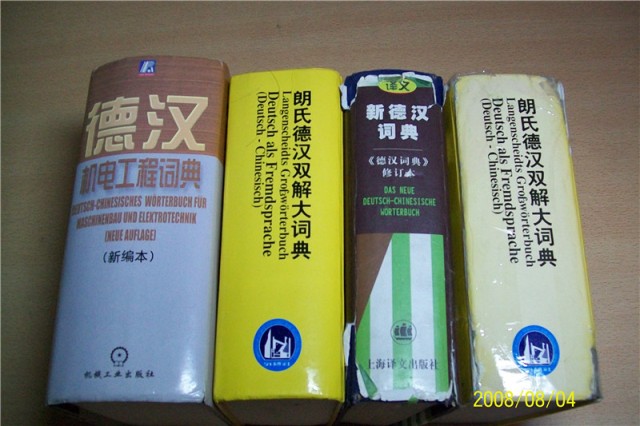 德汉
机电工程词典
DEUTSCH-CHINESISCHES WÖRTERBUCH FÜR
MASCHINENBAU UND ELEKTROTECHNIK
(NEUE AUFLAGE)
(新编本)
机械工业出版社
朗氏德汉双解大词典
Langenscheidts Großwörterbuch
Deutsch als Fremdsprache
(Deutsch - Chinesisch)
译文
新德汉
词典
《德汉词典》
修订本
DAS NEUE
DEUTSCH-CHINESISCHE
WÖRTERBUCH
上海译文出版社
朗氏德汉双解大词典
Langenscheidts Großwörterbuch
Deutsch als Fremdsprache
(Deutsch - Chinesisch)
2008/08/04